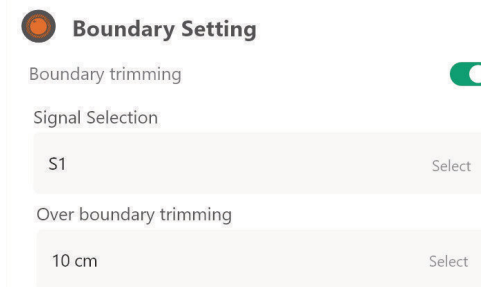 Boundary Setting
Boundary trimming
Signal Selection
S1 Select
Over boundary trimming
10 cm Select